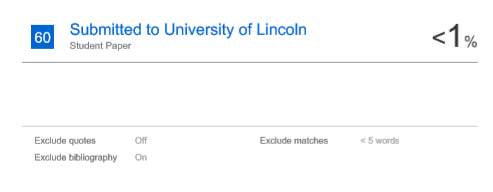 60 Submitted to University of Lincoln <1%
Student Paper
Exclude quotes Off Exclude matches < 5 words
Exclude bibliography On